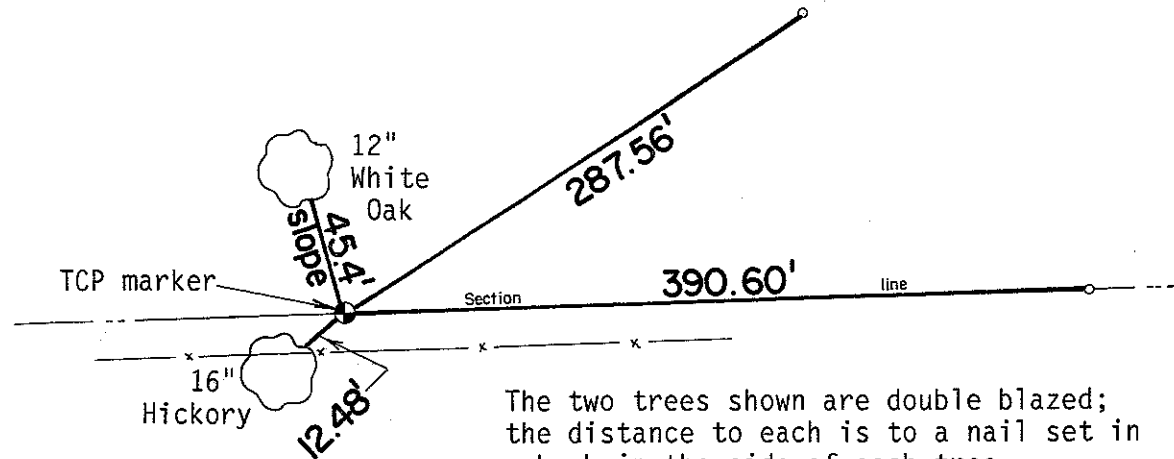 12"
White
Oak
287.56'
45.4'
slope
TCP marker
Section
390.60'
line
16"
Hickory
12.48'
The two trees shown are double blazed;
the distance to each is to a nail set in